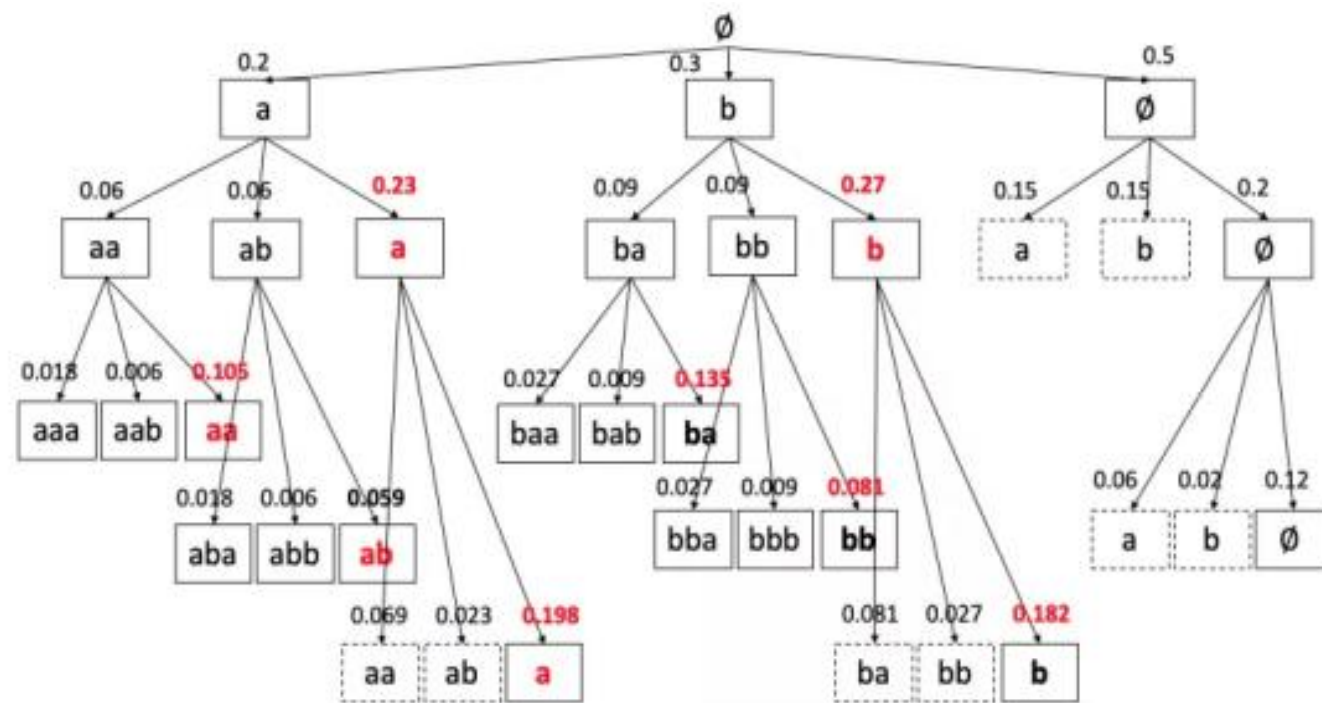 Ø
0.2 0.3 0.5
a b Ø
0.06 0.06 0.23 0.09 0.09 0.27 0.15 0.15 0.2
aa ab a ba bb b a b Ø
0.018 0.006 0.105 0.027 0.009 0.135
aaa aab aa baa bab ba
0.06 0.02 0.12
0.018 0.006 0.059 0.027 0.009 0.081
a b Ø
aba abb ab bba bbb bb
0.069 0.023 0.198 0.081 0.027 0.182
aa ab a ba bb b